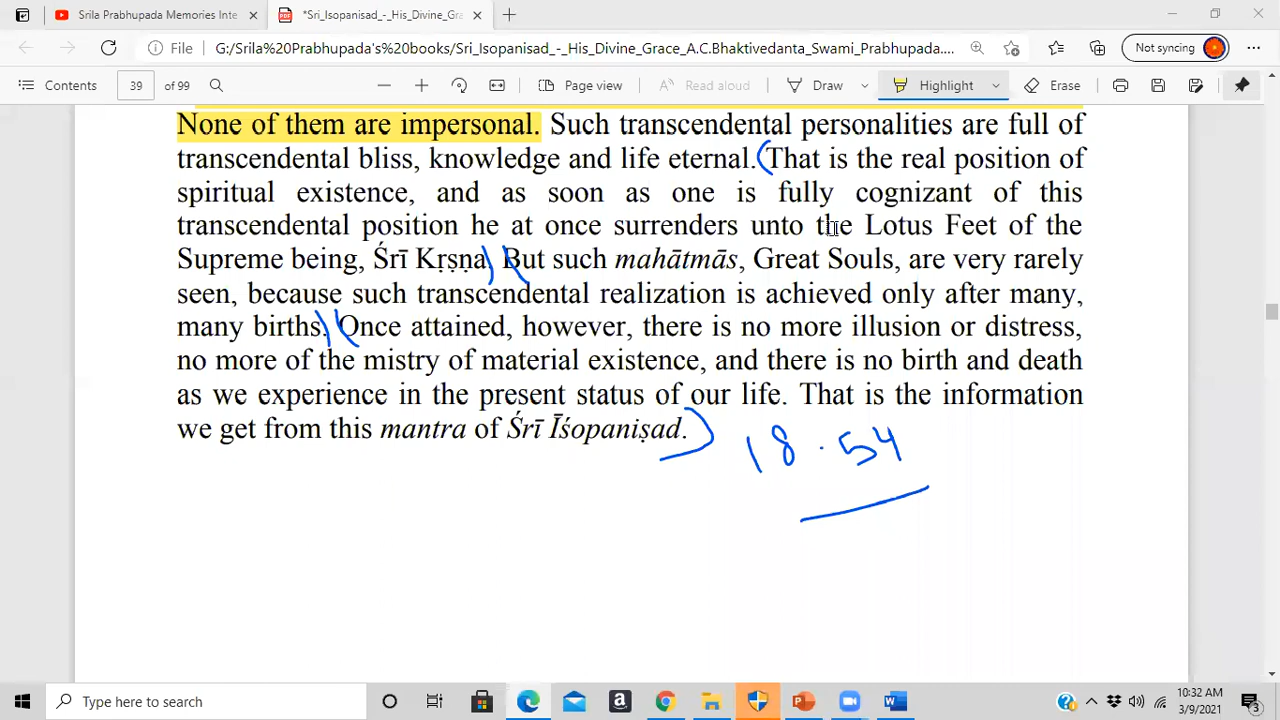 Srila Prabhupada Memories Inte
*Sri_Isopanisad_-_His_Divine_Gra
File
G:/Srila%20Prabhupada's%20books/Sri_Isopanisad_-_His_Divine_Grace_A.C.Bhaktivedanta_Swami_Prabhupada....
Not syncing
Contents 39 of 99 Page view Read aloud Draw Highlight Erase
None of them are impersonal. Such transcendental personalities are full of
transcendental bliss, knowledge and life eternal. That is the real position of
spiritual existence, and as soon as one is fully cognizant of this
transcendental position he at once surrenders unto the Lotus Feet of the
Supreme being, Śrī Kṛṣṇa. But such mahātmās, Great Souls, are very rarely
seen, because such transcendental realization is achieved only after many,
many births. Once attained, however, there is no more illusion or distress,
no more of the mistry of material existence, and there is no birth and death
as we experience in the present status of our life. That is the information
we get from this mantra of Śrī Īśopaniṣad.
18.54
Type here to search
10:32 AM
3/9/2021